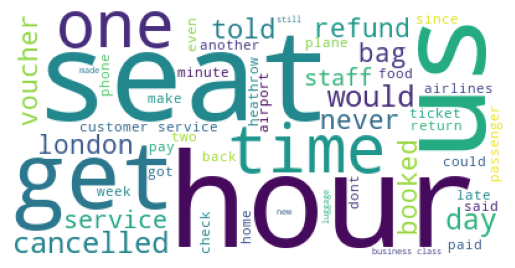 one
told
refund
still
since
even
another
plane
voucher
phone
seat
bag
us
made
minute
staff
food
airlines
make
heathrow
airport
would
customer service
never
ticket
return
passenger
london
time
two
pay
back
could
get
hour
got
week
dont
booked
late
said
day
service
cancelled
check
home
new
luggage
paid
business class